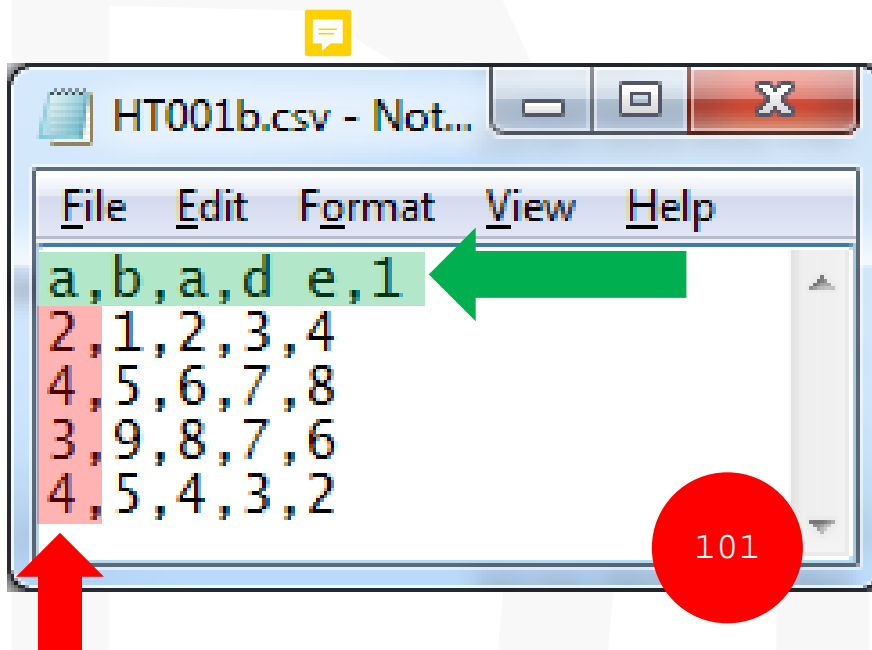 HT001b.csv - Not...
File Edit Format View Help
a,b,a,d e,1
2,1,2,3,4
4,5,6,7,8
3,9,8,7,6
4,5,4,3,2
101